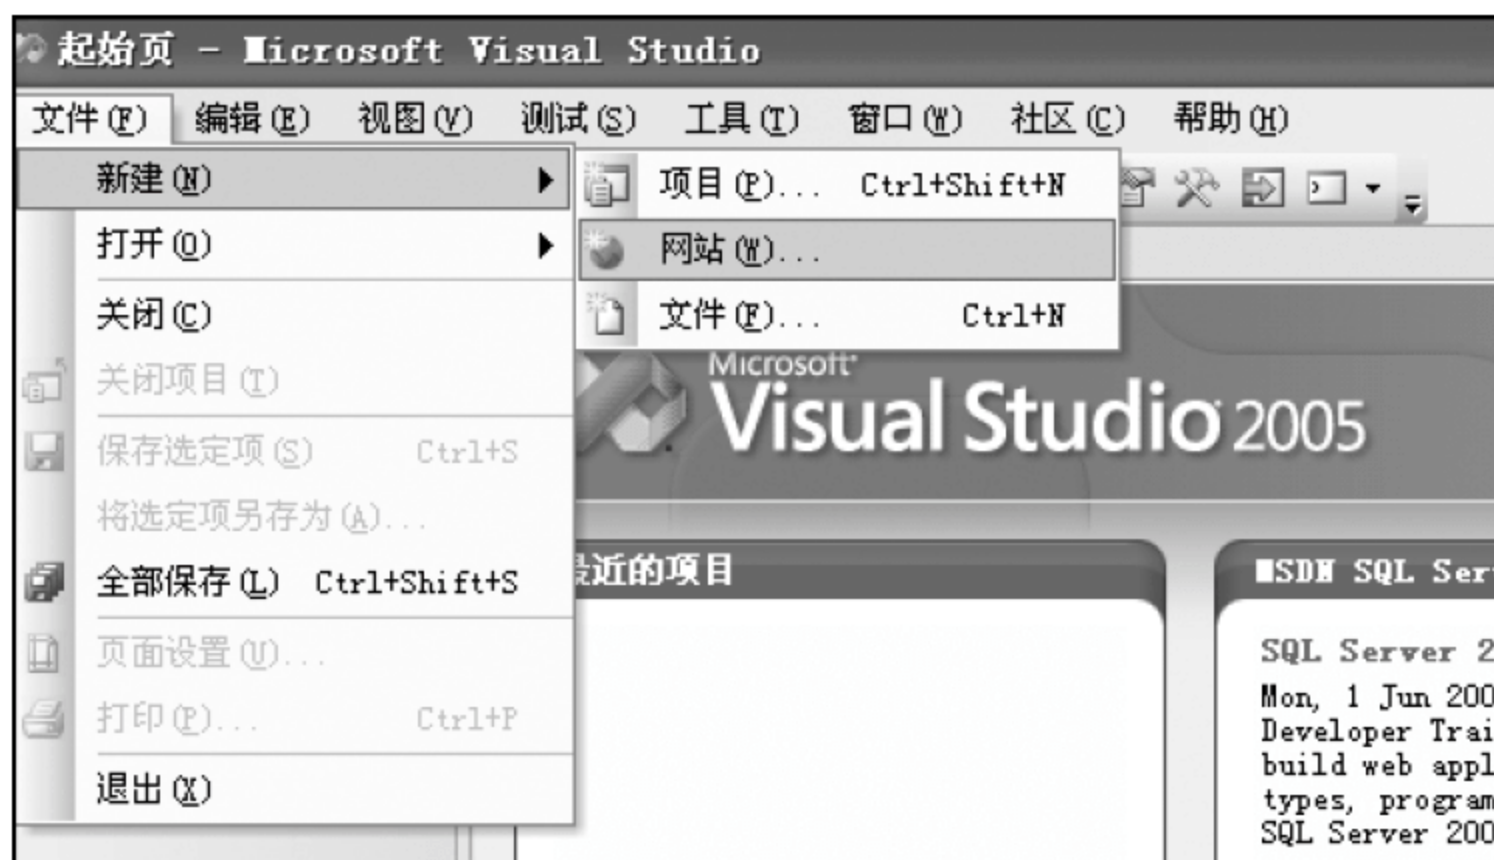 起始页 - Microsoft Visual Studio
文件(F) 编辑(E) 视图(V) 测试(S) 工具(T) 窗口(W) 社区(C) 帮助(H)
新建(N)
项目(P)... Ctrl+Shift+N
网站(W)...
文件(F)... Ctrl+N
打开(O)
关闭(C)
关闭项目(T)
保存选定项(S) Ctrl+S
将选定项另存为(A)...
全部保存(L) Ctrl+Shift+S
页面设置(U)...
打印(P)... Ctrl+P
退出(X)
Microsoft
Visual Studio 2005
最近的项目
MSDN SQL Ser
SQL Server 2
Mon, 1 Jun 200
Developer Trai
build web appl
types, program
SQL Server 200